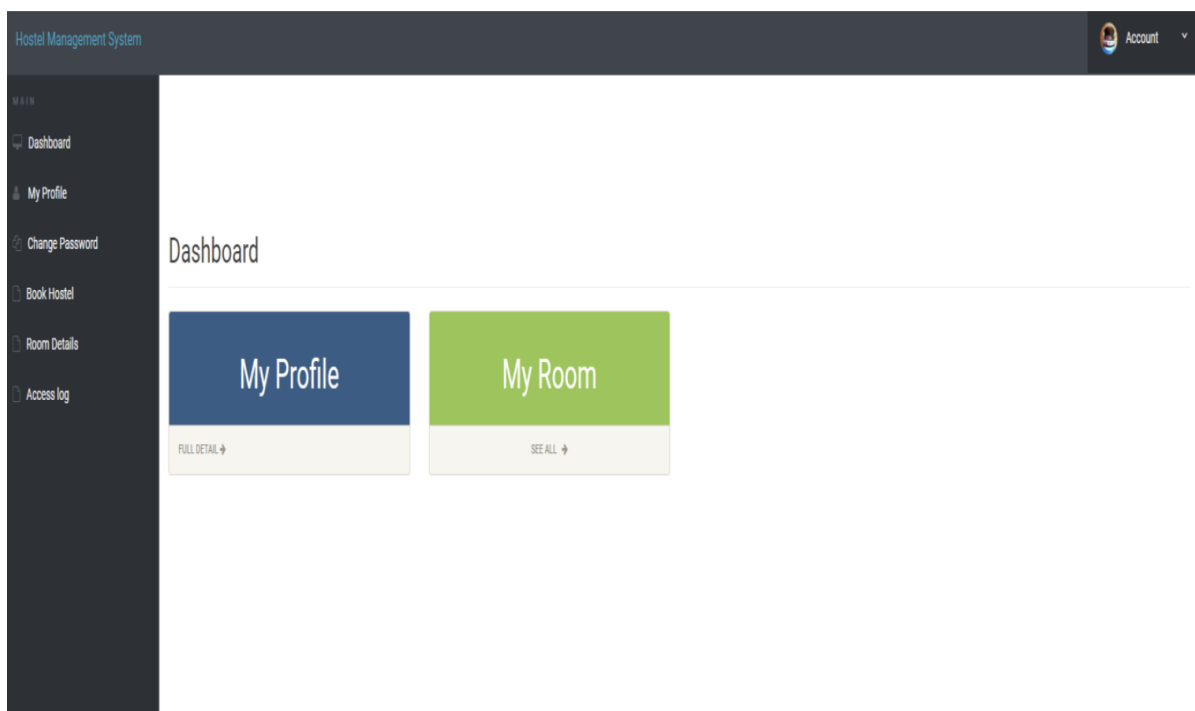 Hostel Management System
Account
MAIN
Dashboard
My Profile
Change Password
Book Hostel
Room Details
Access log
Dashboard
My Profile
FULL DETAIL
My Room
SEE ALL